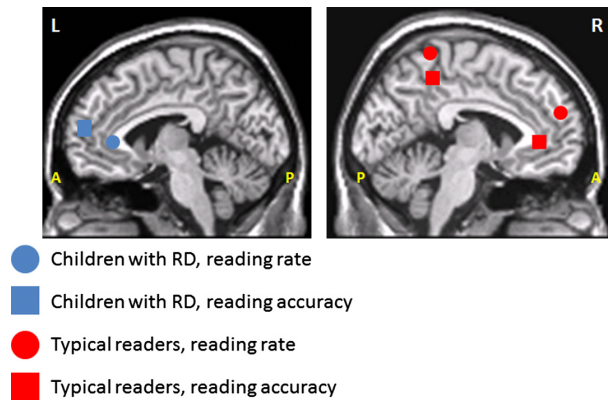 L
R
A
P
P
A
Children with RD, reading rate
Children with RD, reading accuracy
Typical readers, reading rate
Typical readers, reading accuracy